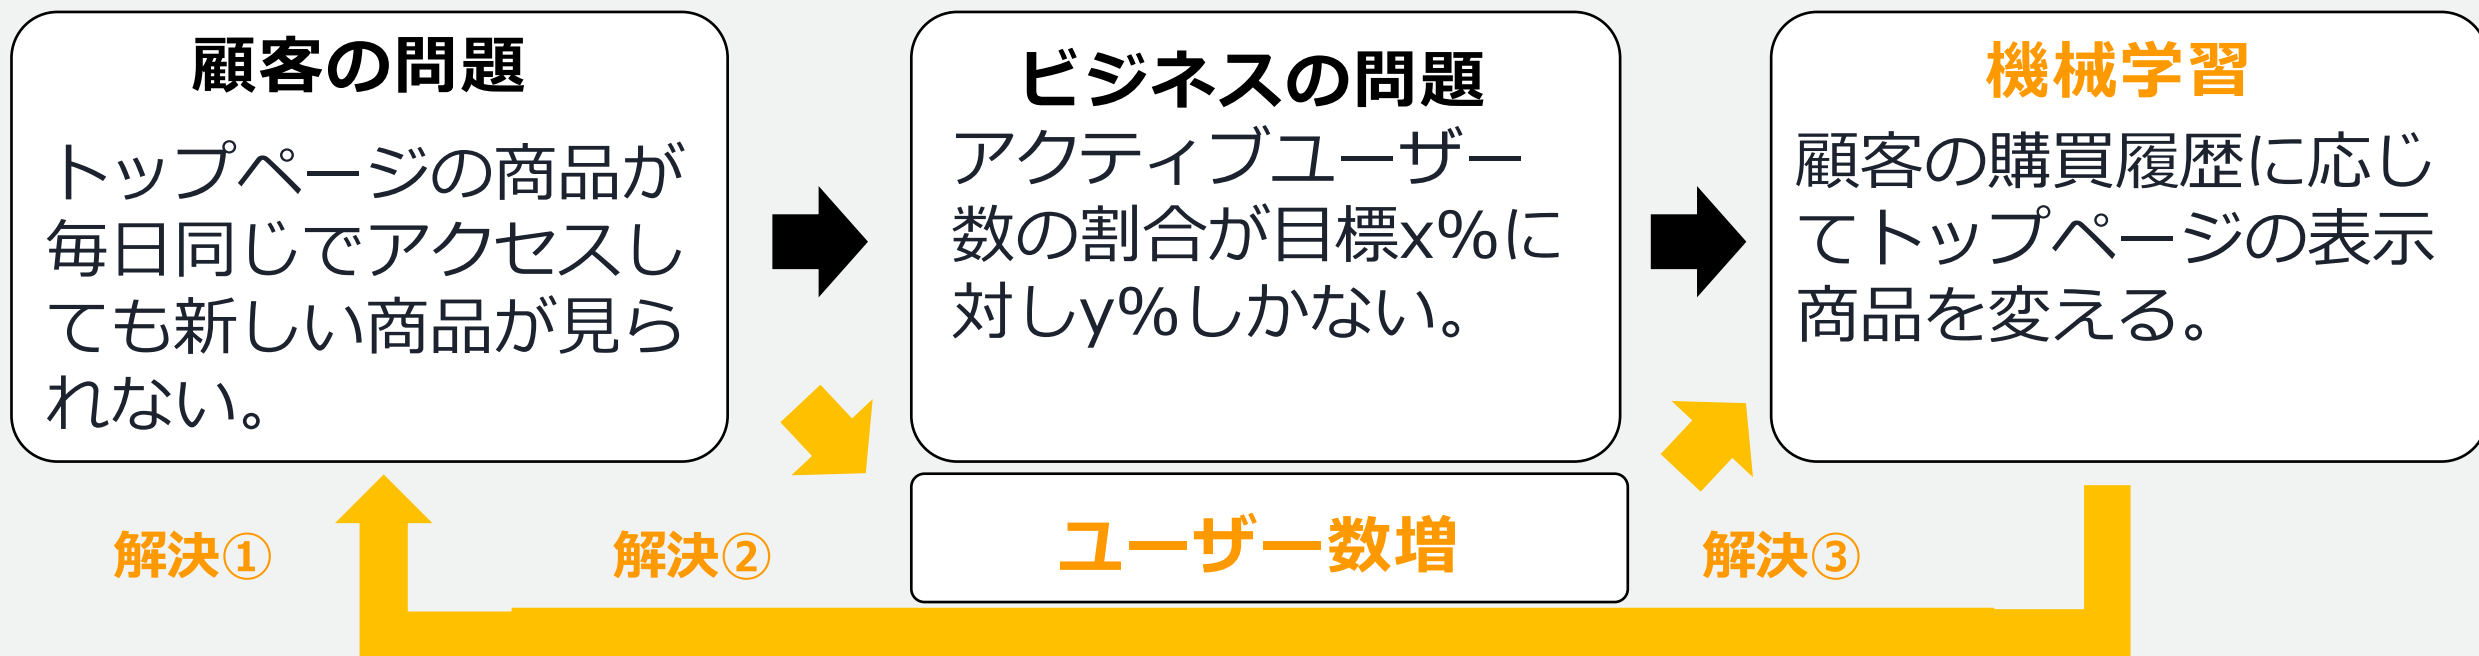 顧客の問題
トップページの商品が
毎日同じでアクセスし
ても新しい商品が見ら
れない。
ビジネスの問題
アクティブユーザー
数の割合が目標x%に
対しy%しかない。
機械学習
顧客の購買履歴に応じ
てトップページの表示
商品を変える。
解決①
解決②
ユーザー数増
解決③